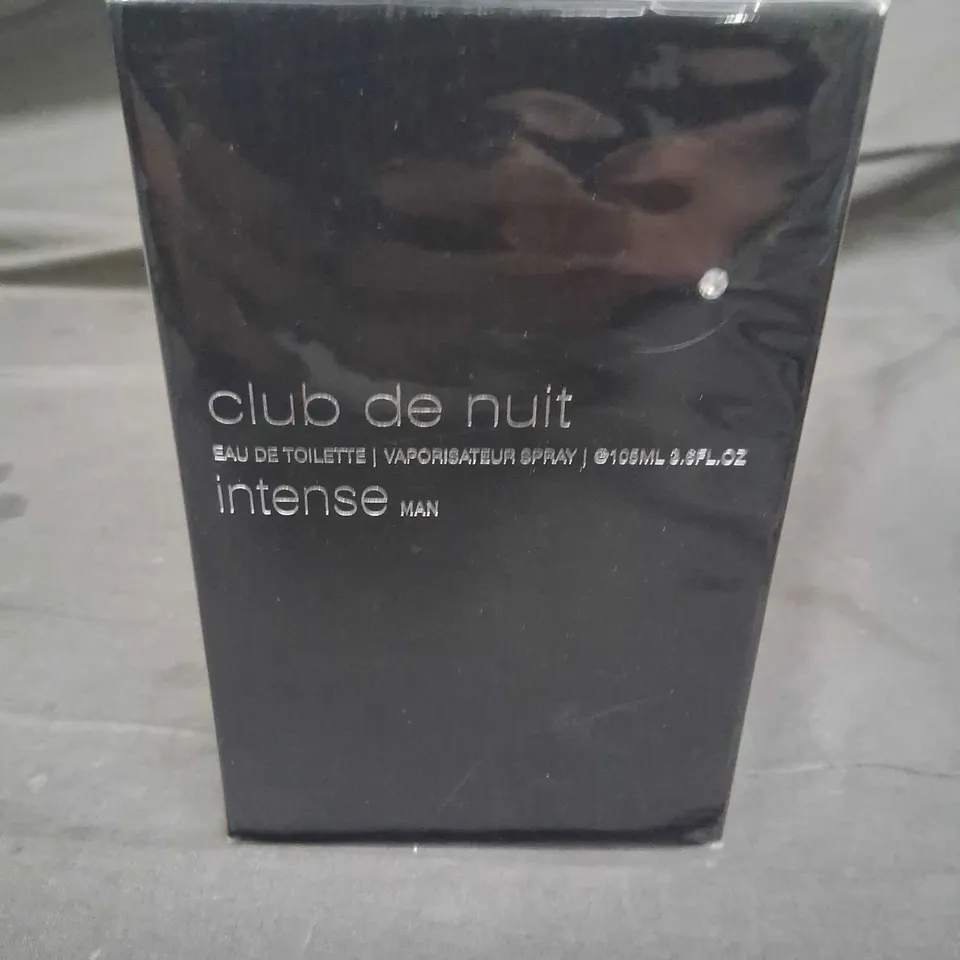 club de nuit
EAU DE TOILETTE | VAPORISATEUR SPRAY | ℮105ML 3.6FL.OZ
intense MAN